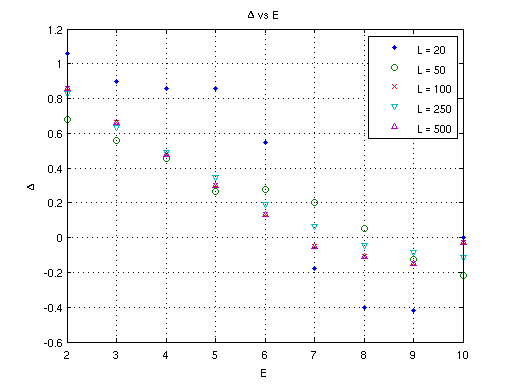 Δ vs E
1.2
1
0.8
0.6
0.4
0.2
0
-0.2
-0.4
-0.6
Δ
L = 20
L = 50
L = 100
L = 250
L = 500
2 3 4 5 6 7 8 9 10
E